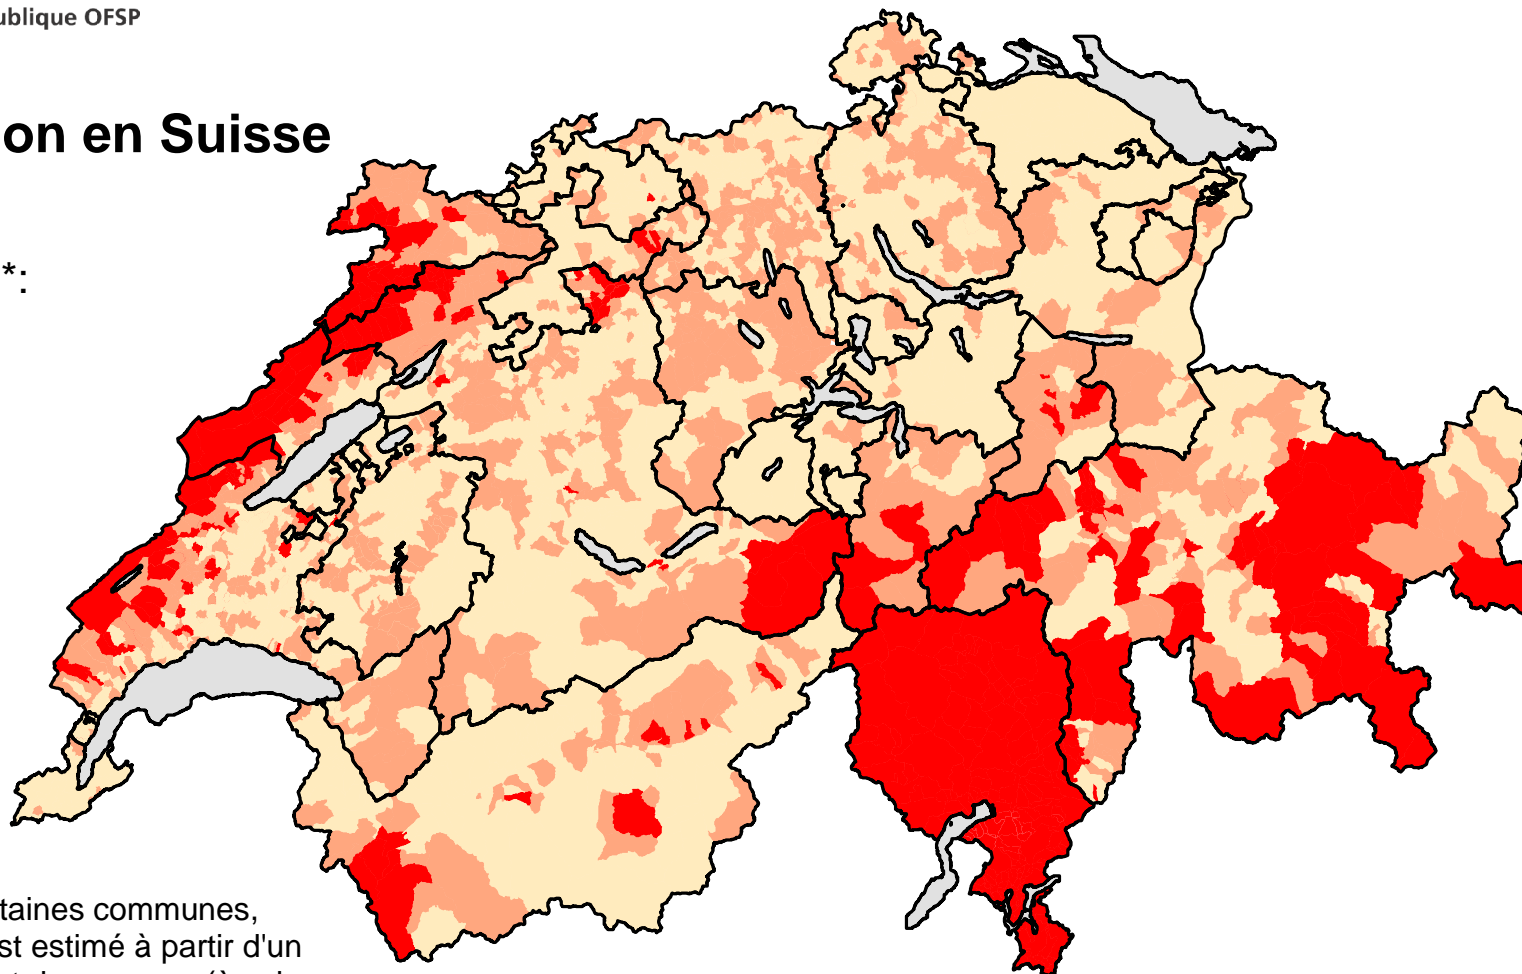 ublique OFSP
on en Suisse
*:
taines communes,
st estimé à partir d'un